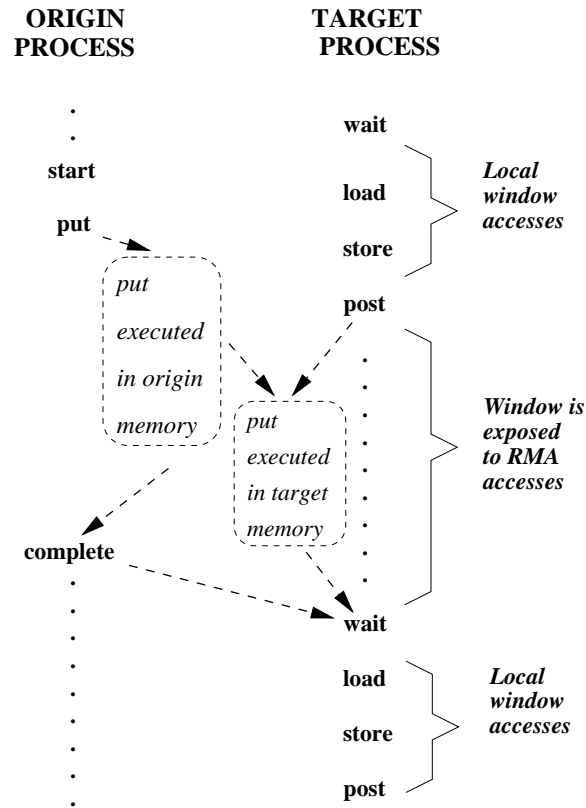 ORIGIN
PROCESS
TARGET
PROCESS
wait
start
load
put
store
Local
window
accesses
put
executed
in origin
memory
post
put
executed
in target
memory
Window is
exposed
to RMA
accesses
complete
wait
load
store
post
Local
window
accesses